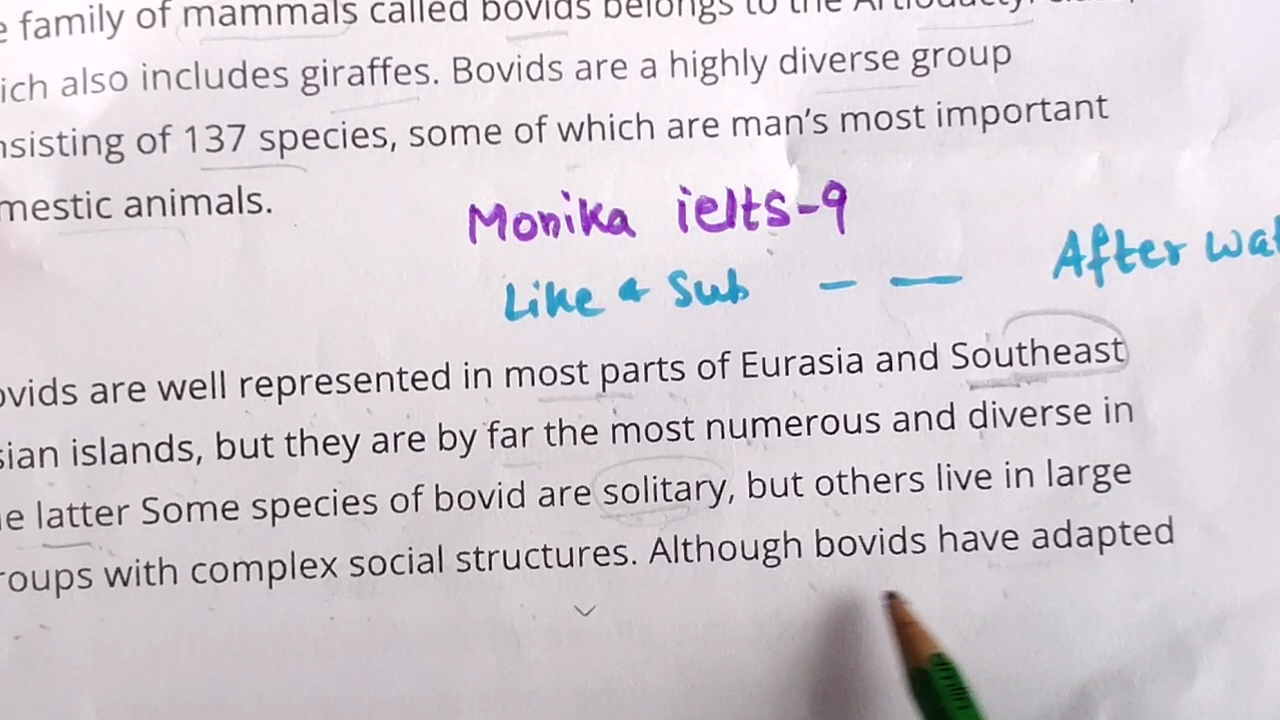 e family of mammals called bovids belongs to the
ich also includes giraffes. Bovids are a highly diverse group
nsisting of 137 species, some of which are man's most important
mestic animals.
Monika ielts-9
Like & Sub - — After wat
ovids are well represented in most parts of Eurasia and Southeast
sian islands, but they are by far the most numerous and diverse in
e latter Some species of bovid are solitary, but others live in large
roups with complex social structures. Although bovids have adapted